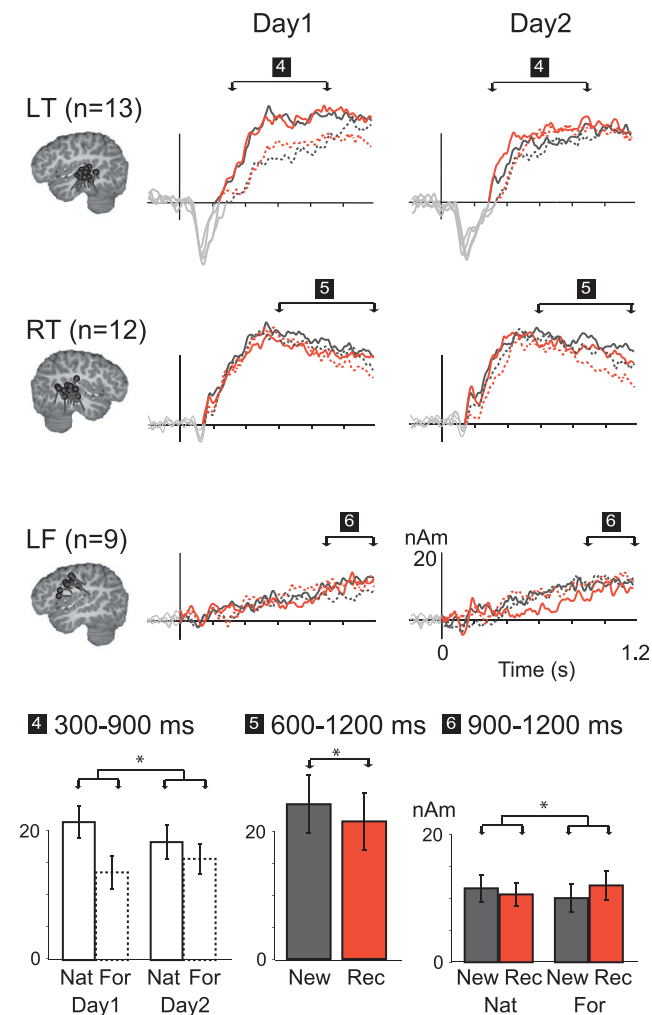 Day1 Day2
4 4
LT (n=13)
5 5
RT (n=12)
6 6
LF (n=9)
nAm
20
0 1.2
Time (s)
4 300-900 ms 5 600-1200 ms 6 900-1200 ms
* * *
nAm
20 20 20
0 0 0
Nat For Nat For New Rec New Rec New Rec
Day1 Day2 Nat For